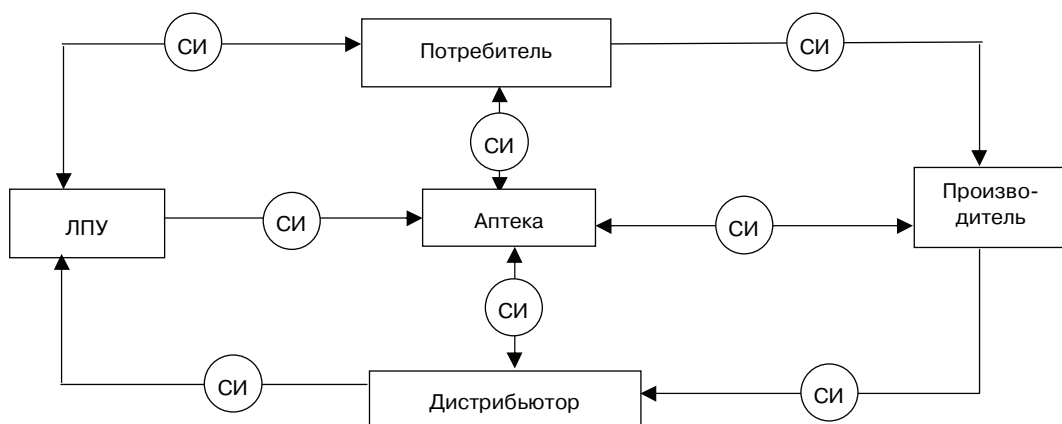 СИ
Потребитель
СИ
СИ
ЛПУ
СИ
Аптека
СИ
Произво-
дитель
СИ
СИ
Дистрибьютор
СИ